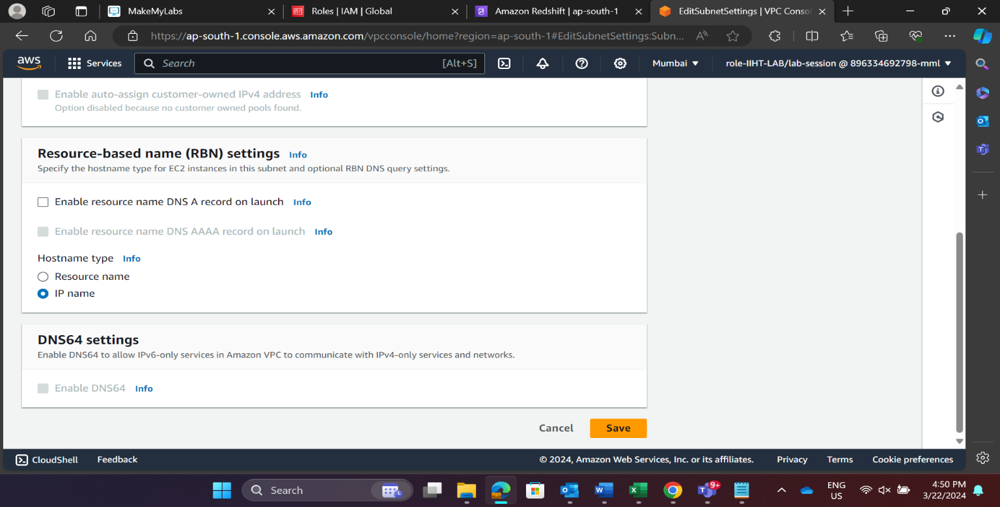 MakeMyLabs
Roles | IAM | Global
Amazon Redshift | ap-south-1
EditSubnetSettings | VPC Conso
https://ap-south-1.console.aws.amazon.com/vpcconsole/home?region=ap-south-1#EditSubnetSettings:Subn...
aws
Services
Search
[Alt+S]
Mumbai
role-IIHT-LAB/lab-session @ 896334692798-mml
Enable auto-assign customer-owned IPv4 address Info
Option disabled because no customer owned pools found.
Resource-based name (RBN) settings Info
Specify the hostname type for EC2 instances in this subnet and optional RBN DNS query settings.
Enable resource name DNS A record on launch Info
Enable resource name DNS AAAA record on launch Info
Hostname type Info
Resource name
IP name
DNS64 settings
Enable DNS64 to allow IPv6-only services in Amazon VPC to communicate with IPv4-only services and networks.
Enable DNS64 Info
Cancel
Save
CloudShell
Feedback
© 2024, Amazon Web Services, Inc. or its affiliates.
Privacy
Terms
Cookie preferences
Search
9+
ENG
US
4:50 PM
3/22/2024